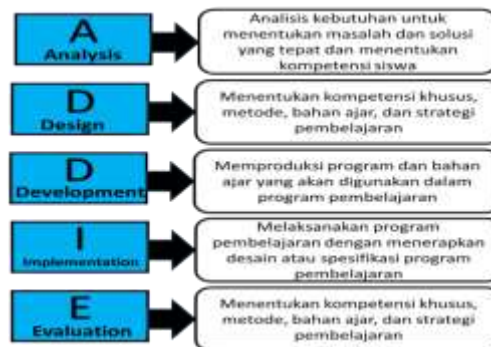 A
Analysis
Analisis kebutuhan untuk
menentukan masalah dan solusi
yang tepat dan menentukan
kompetensi siswa
D
Design
Menentukan kompetensi khusus,
metode, bahan ajar, dan strategi
pembelajaran
D
Development
Memproduksi program dan bahan
ajar yang akan digunakan dalam
program pembelajaran
I
Implementation
Melaksanakan program
pembelajaran dengan menerapkan
desain atau spesifikasi program
pembelajaran
E
Evaluation
Menentukan kompetensi khusus,
metode, bahan ajar, dan strategi
pembelajaran